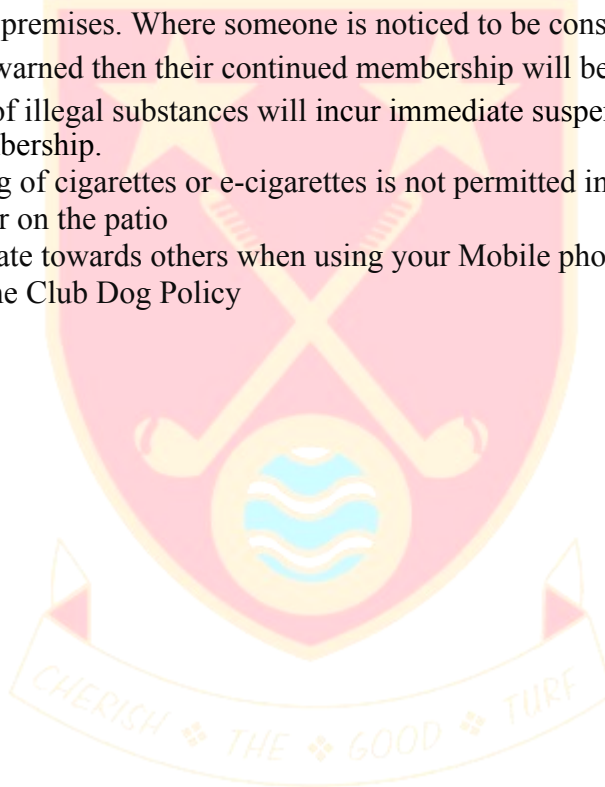 premises. Where someone is noticed to be cons
warned then their continued membership will be
of illegal substances will incur immediate suspe
bership.
g of cigarettes or e-cigarettes is not permitted in
r on the patio
ate towards others when using your Mobile pho
he Club Dog Policy
CHERISH ❖ THE ❖ GOOD ❖ TURF